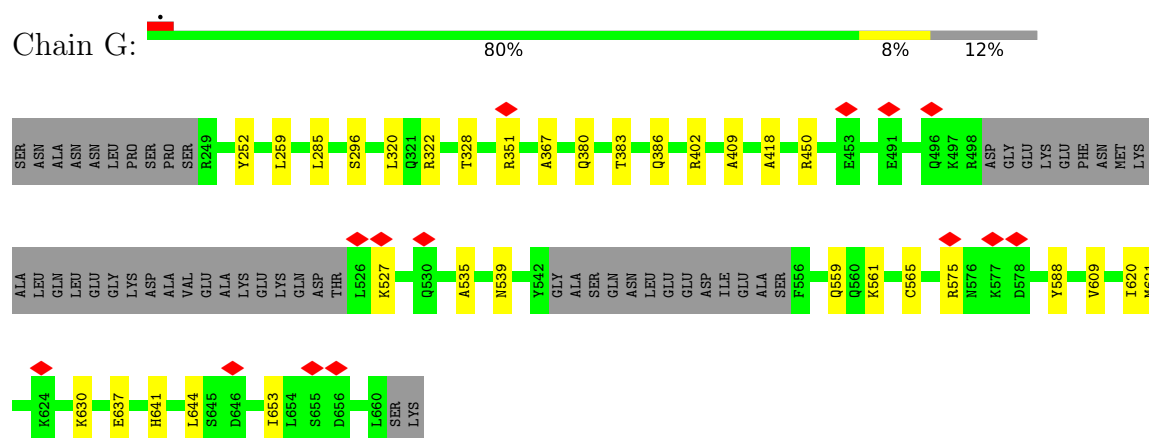 Chain G:
80% 8% 12%
SER ASN ALA ASN ASN LEU PRO SER PRO SER R249 Y252 L259 L285 S296 L320 Q321 R322 T328 R351 A367 Q380 T383 Q386 R402 A409 A418 R450 E453 E491 Q496 K497 R498 ASP GLY GLU LYS GLU PHE ASN MET LYS
ALA LEU GLN LEU GLU GLY LYS ASP ALA VAL GLU ALA LYS GLU LYS GLN ASP THR L526 K527 Q530 A535 N539 Y542 GLY ALA SER GLN ASN LEU GLU GLU ASP ILE GLU ALA SER F556 Q559 Q560 K561 C565 R575 N576 K577 D578 Y588 V609 I620 M621
K624 K630 E637 H641 L644 S645 D646 I653 L654 S655 D656 L660 SER LYS